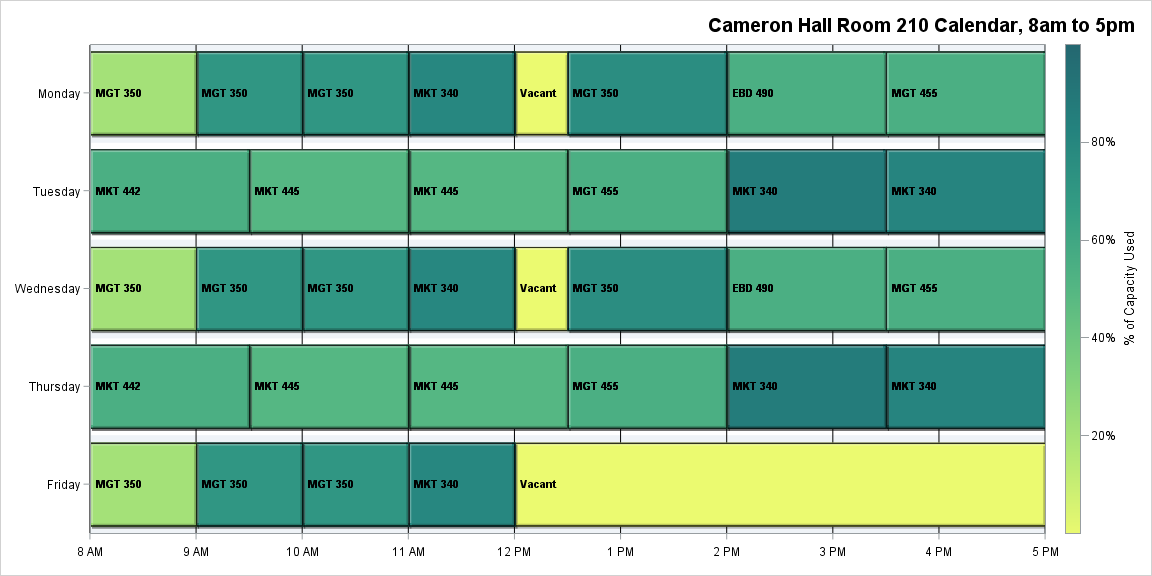 Cameron Hall Room 210 Calendar, 8am to 5pm
Monday
MGT 350
MGT 350
MGT 350
MKT 340
Vacant
MGT 350
EBD 490
MGT 455
Tuesday
MKT 442
MKT 445
MKT 445
MGT 455
MKT 340
MKT 340
Wednesday
MGT 350
MGT 350
MGT 350
MKT 340
Vacant
MGT 350
EBD 490
MGT 455
Thursday
MKT 442
MKT 445
MKT 445
MGT 455
MKT 340
MKT 340
Friday
MGT 350
MGT 350
MGT 350
MKT 340
Vacant
8 AM
9 AM
10 AM
11 AM
12 PM
1 PM
2 PM
3 PM
4 PM
5 PM
80%
60%
40%
20%
% of Capacity Used